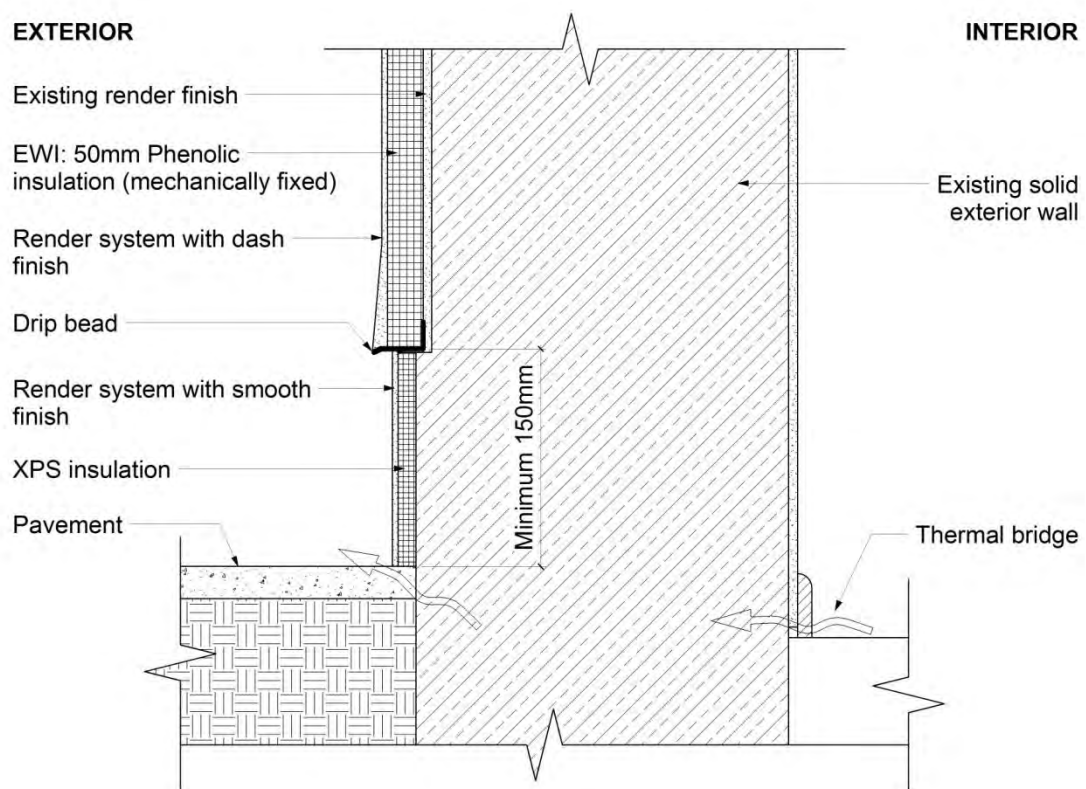 EXTERIOR
INTERIOR
Existing render finish
EWI: 50mm Phenolic
insulation (mechanically fixed)
Render system with dash
finish
Drip bead
Render system with smooth
finish
XPS insulation
Pavement
Minimum 150mm
Existing solid
exterior wall
Thermal bridge